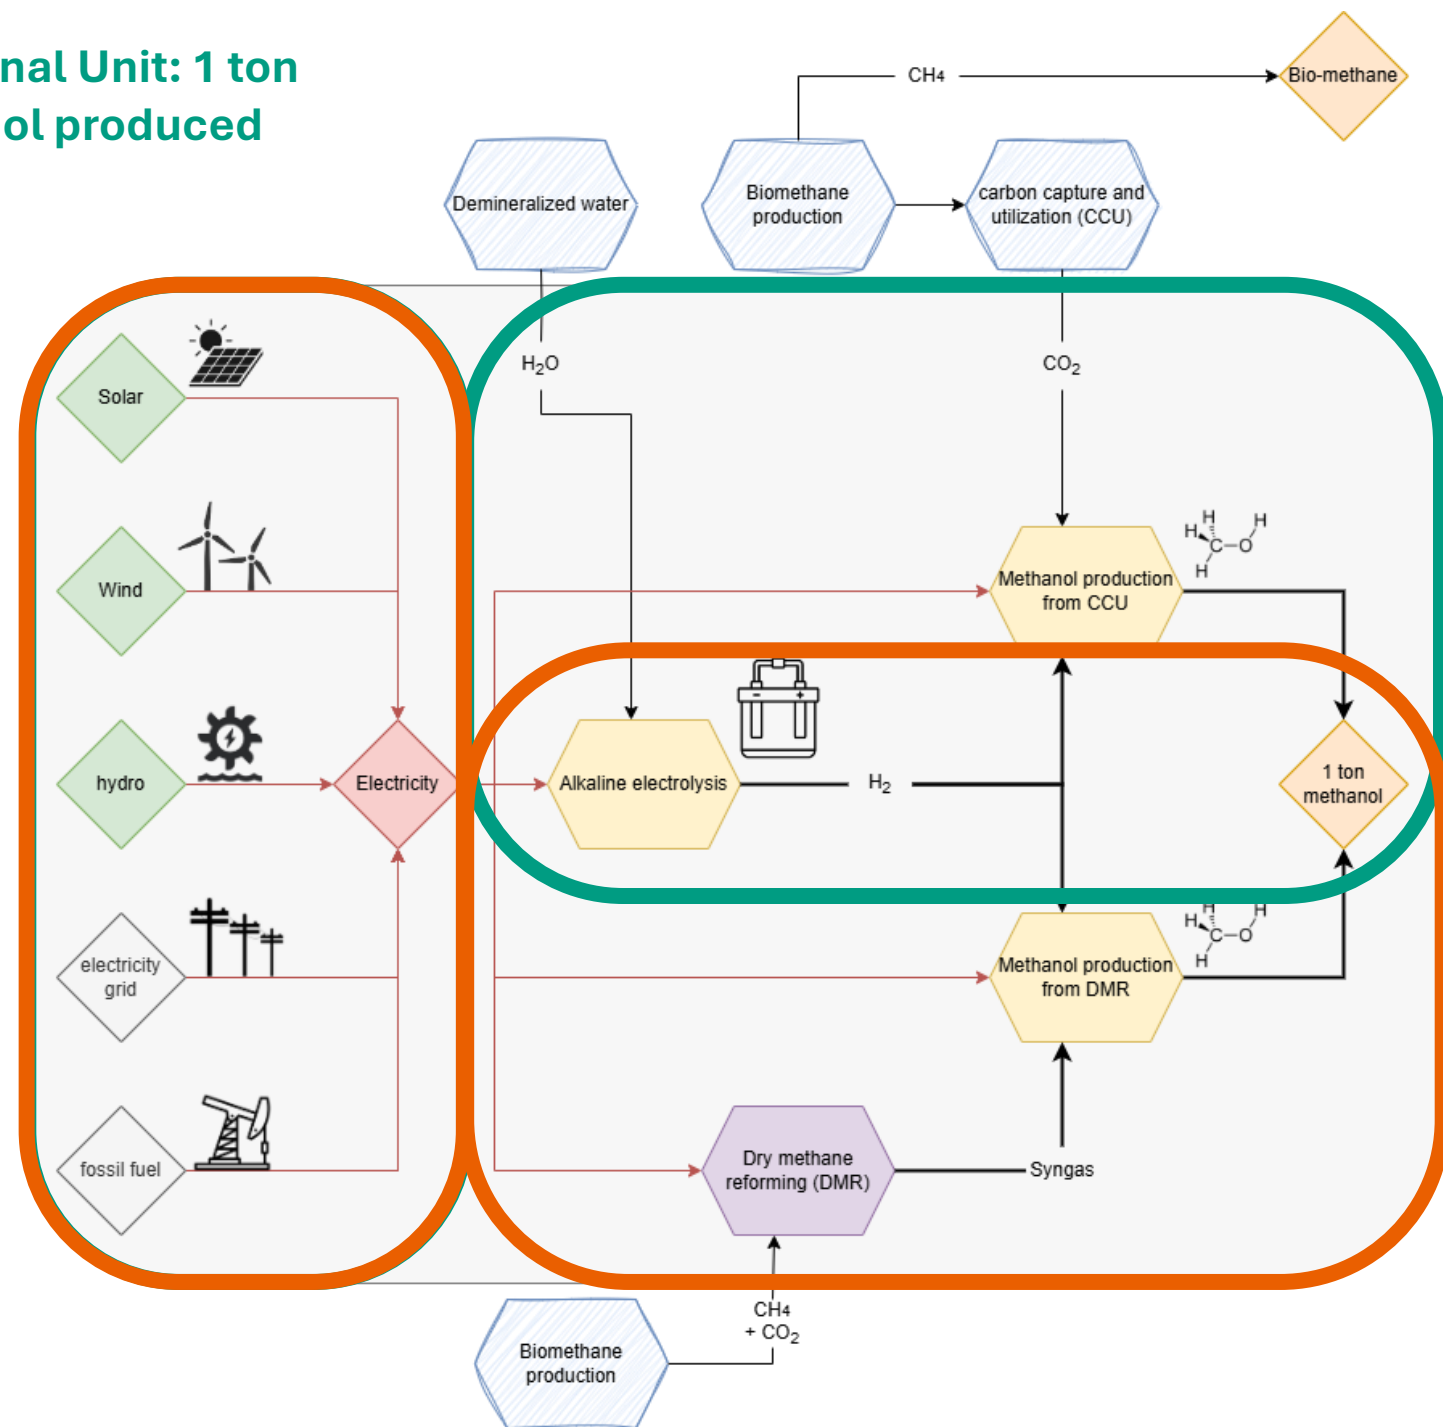 nal Unit: 1 ton
ol produced
CH4
Bio-methane
Demineralized water
Biomethane
production
carbon capture and
utilization (CCU)
H2O
CO2
Solar
Wind
hydro
electricity
grid
fossil fuel
Electricity
Methanol production
from CCU
H
H
H
C
O
H
Alkaline electrolysis
- +
H2
1 ton
methanol
Methanol production
from DMR
H
H
H
C
O
H
Dry methane
reforming (DMR)
Syngas
CH4
+ CO2
Biomethane
production